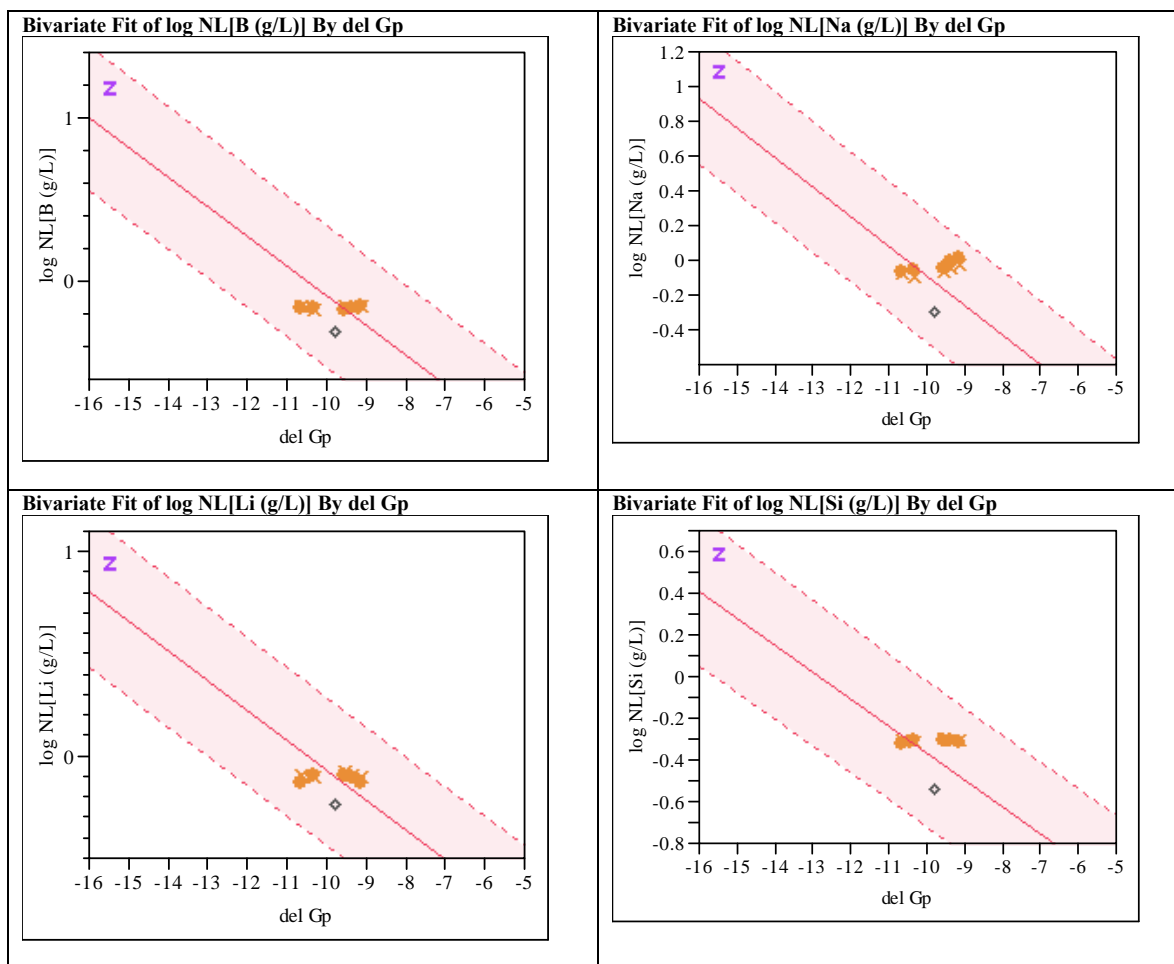 Bivariate Fit of log NL[B (g/L)] By del Gp
log NL[B (g/L)]
1
0
-16 -15 -14 -13 -12 -11 -10 -9 -8 -7 -6 -5
del Gp
Z
Bivariate Fit of log NL[Na (g/L)] By del Gp
log NL[Na (g/L)]
1.2
1
0.8
0.6
0.4
0.2
0
-0.2
-0.4
-16 -15 -14 -13 -12 -11 -10 -9 -8 -7 -6 -5
del Gp
Z
Bivariate Fit of log NL[Li (g/L)] By del Gp
log NL[Li (g/L)]
1
0
-16 -15 -14 -13 -12 -11 -10 -9 -8 -7 -6 -5
del Gp
Z
Bivariate Fit of log NL[Si (g/L)] By del Gp
log NL[Si (g/L)]
0.6
0.4
0.2
0
-0.2
-0.4
-0.6
-0.8
-16 -15 -14 -13 -12 -11 -10 -9 -8 -7 -6 -5
del Gp
Z